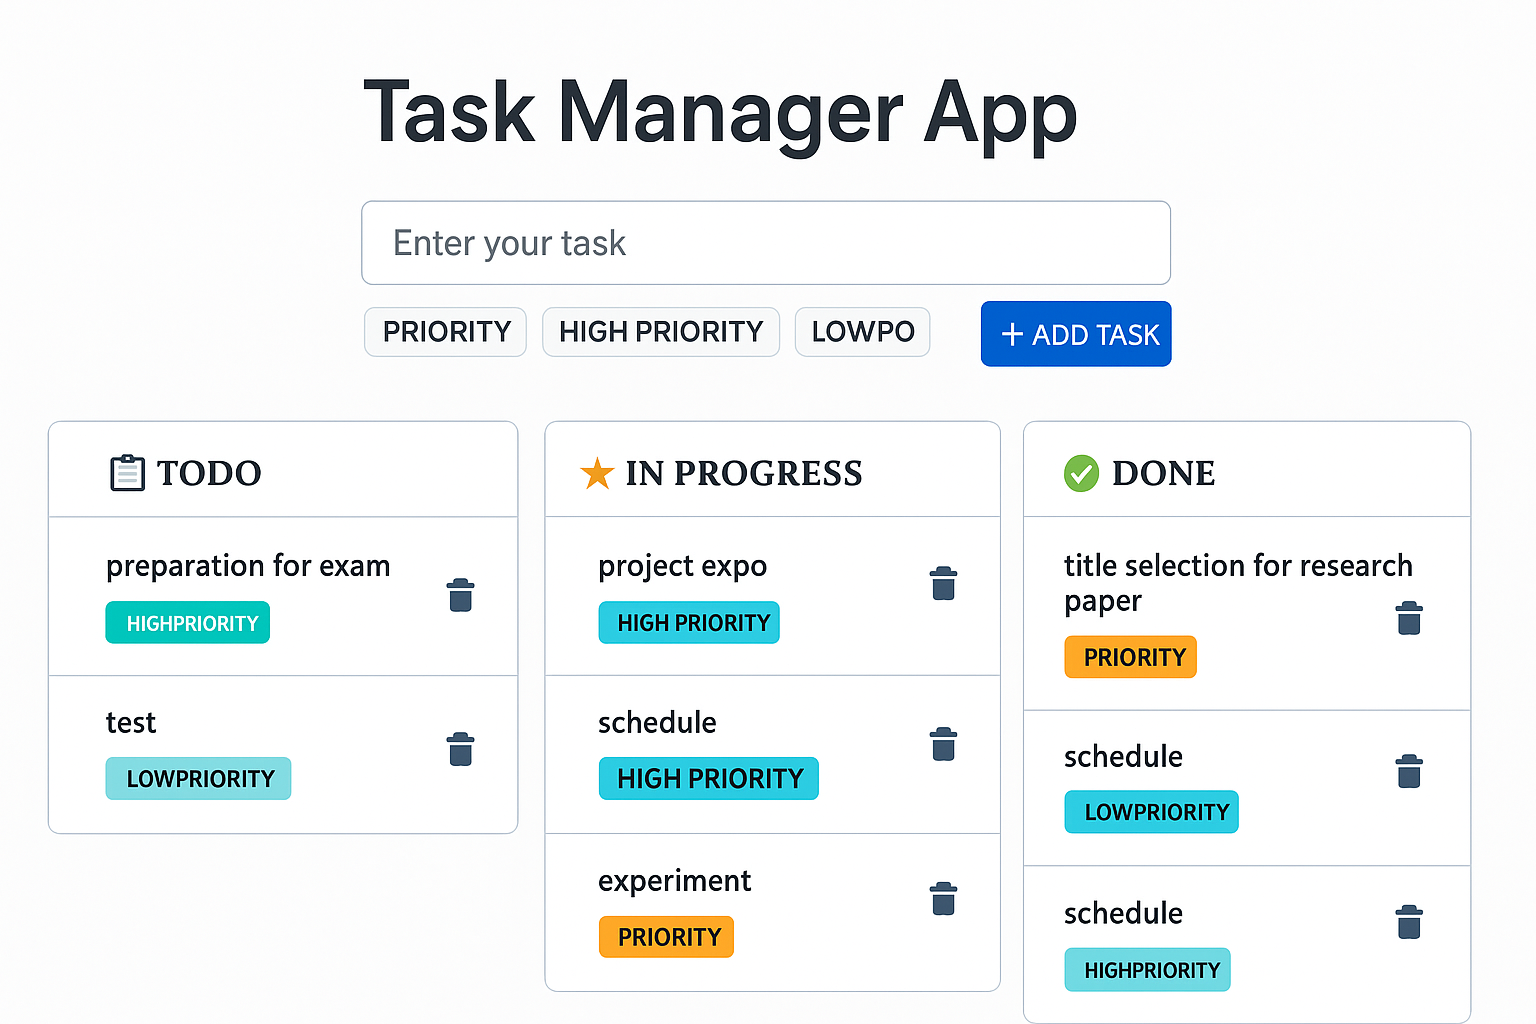 Task Manager App
Enter your task
PRIORITY
HIGH PRIORITY
LOWPO
+ ADD TASK
TODO
preparation for exam
HIGHPRIORITY
test
LOWPRIORITY
IN PROGRESS
project expo
HIGH PRIORITY
schedule
HIGH PRIORITY
experiment
PRIORITY
DONE
title selection for research
paper
PRIORITY
schedule
LOWPRIORITY
schedule
HIGHPRIORITY